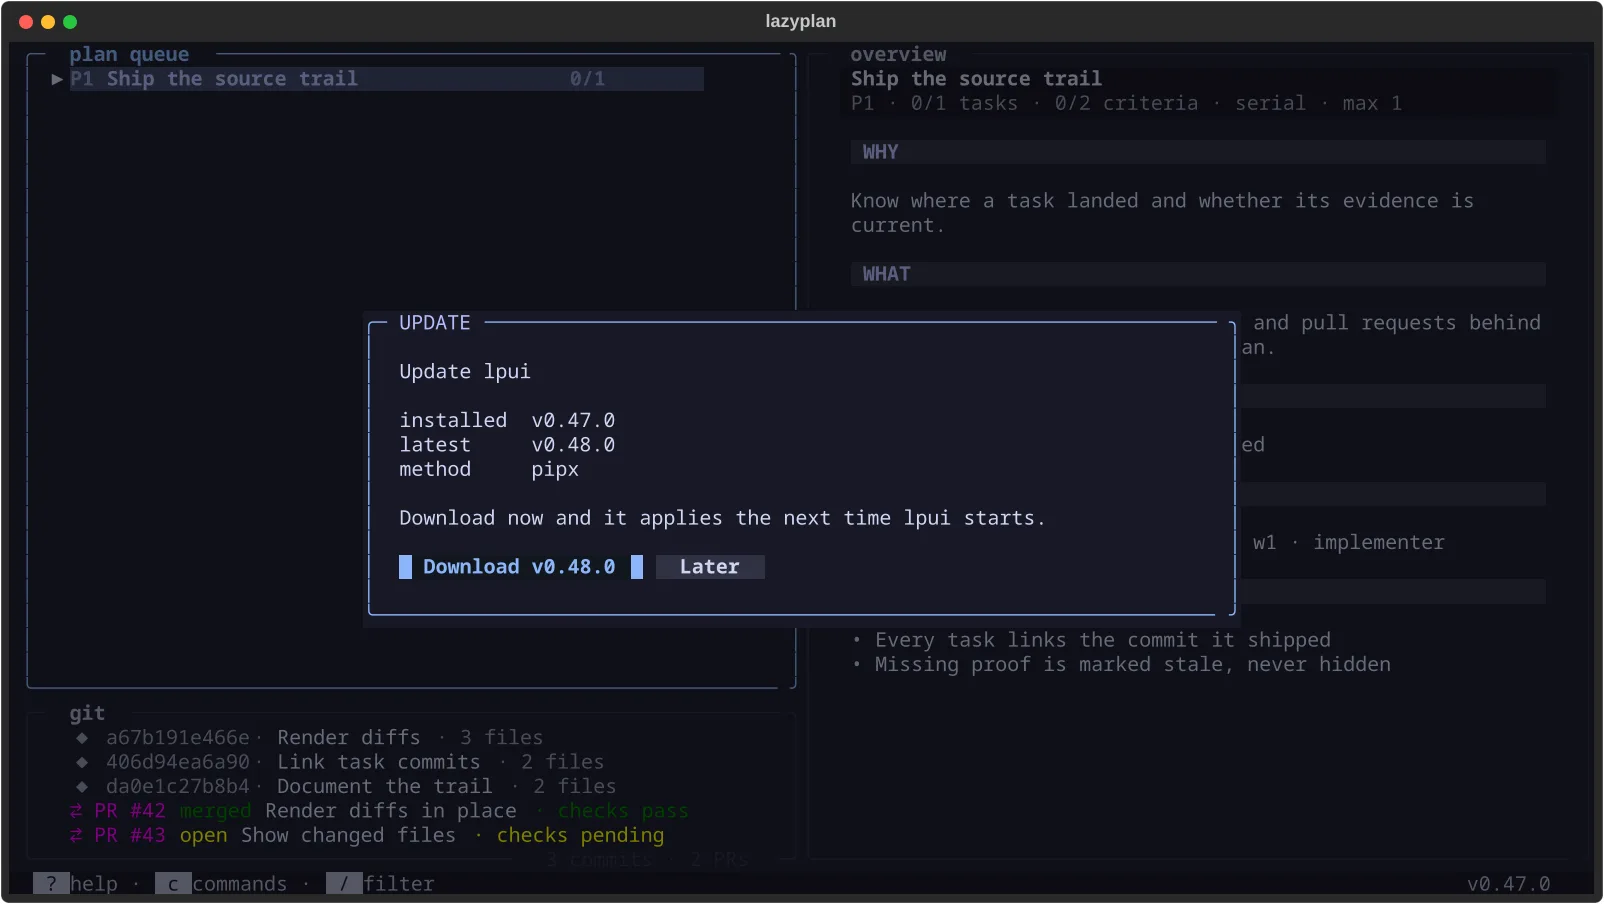 lazyplan
plan queue
▶ P1 Ship the source trail 0/1
overview
Ship the source trail
P1 · 0/1 tasks · 0/2 criteria · serial · max 1
WHY
Know where a task landed and whether its evidence is
current.
WHAT
and pull requests behind
an.
ed
w1 · implementer
• Every task links the commit it shipped
• Missing proof is marked stale, never hidden
UPDATE
Update lpui
installed v0.47.0
latest v0.48.0
method pipx
Download now and it applies the next time lpui starts.
Download v0.48.0 Later
git
◆ a67b191e466e · Render diffs · 3 files
◆ 406d94ea6a90 · Link task commits · 2 files
◆ da0e1c27b8b4 · Document the trail · 2 files
⇄ PR #42 merged Render diffs in place · checks pass
⇄ PR #43 open Show changed files · checks pending
3 commits · 2 PRs
? help · c commands · / filter
v0.47.0